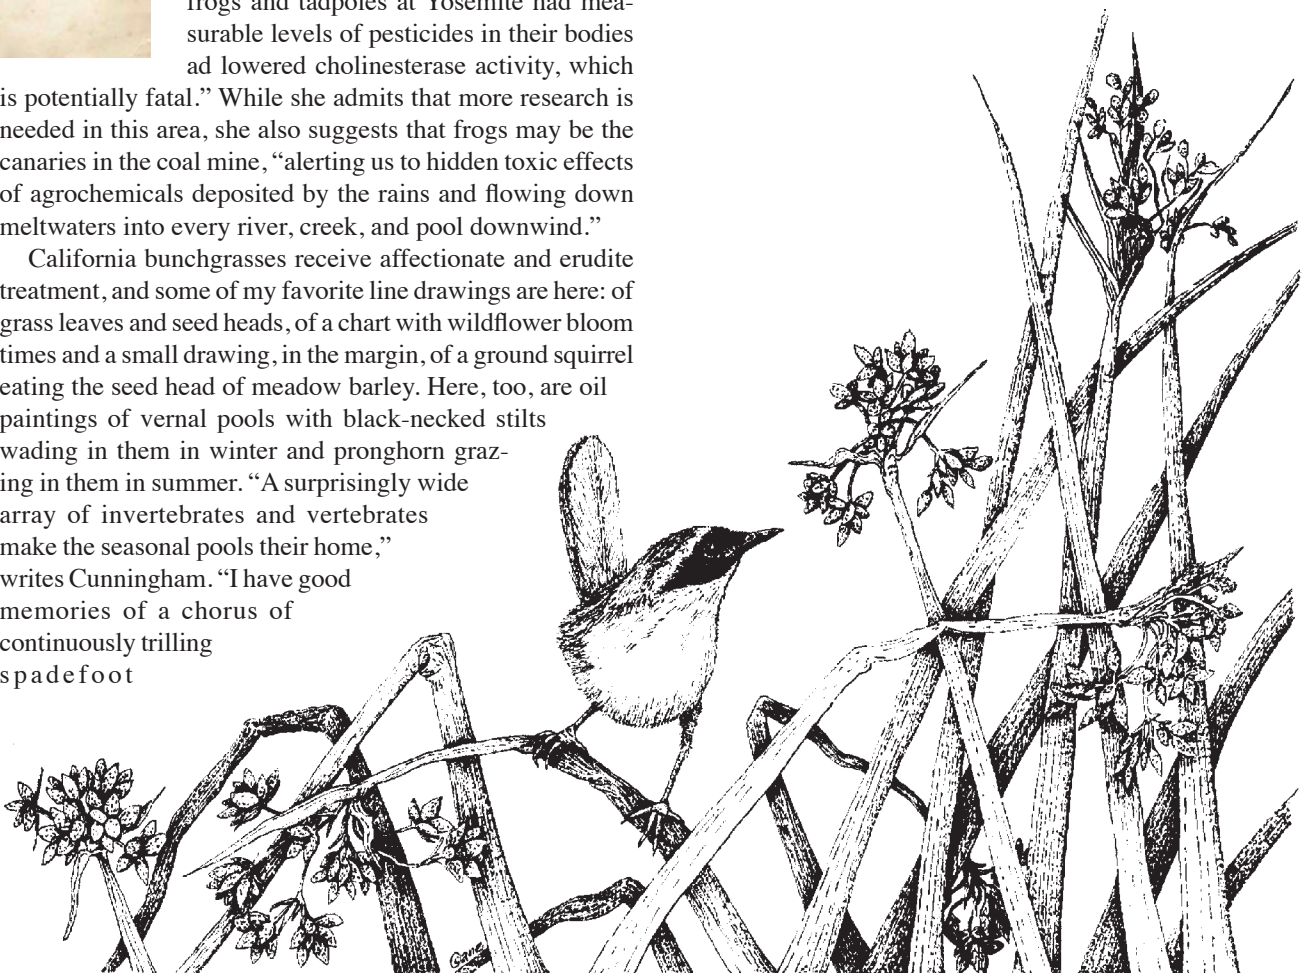 frogs and tadpoles at Yosemite had mea-
surable levels of pesticides in their bodies
ad lowered cholinesterase activity, which
is potentially fatal.” While she admits that more research is
needed in this area, she also suggests that frogs may be the
canaries in the coal mine, “alerting us to hidden toxic effects
of agrochemicals deposited by the rains and flowing down
meltwaters into every river, creek, and pool downwind.”
California bunchgrasses receive affectionate and erudite
treatment, and some of my favorite line drawings are here: of
grass leaves and seed heads, of a chart with wildflower bloom
times and a small drawing, in the margin, of a ground squirrel
eating the seed head of meadow barley. Here, too, are oil
paintings of vernal pools with black-necked stilts
wading in them in winter and pronghorn graz-
ing in them in summer. “A surprisingly wide
array of invertebrates and vertebrates
make the seasonal pools their home,”
writes Cunningham. “I have good
memories of a chorus of
continuously trilling
spadefoot